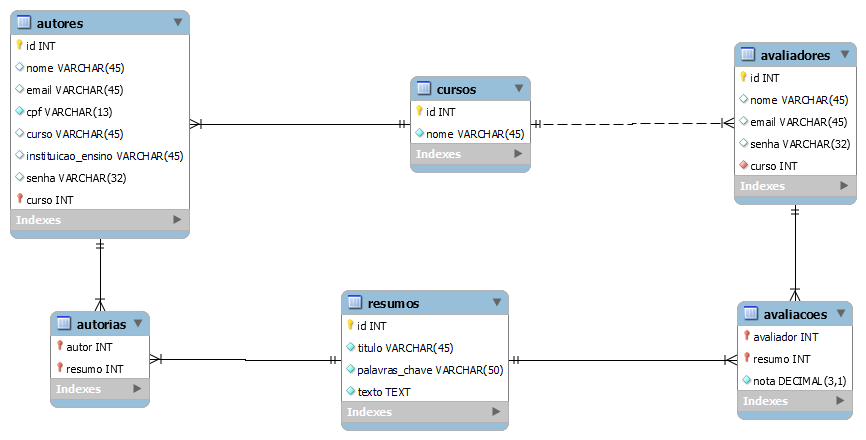 autores
id INT
nome VARCHAR(45)
email VARCHAR(45)
cpf VARCHAR(13)
curso VARCHAR(45)
instituicao_ensino VARCHAR(45)
senha VARCHAR(32)
curso INT
Indexes
cursos
id INT
nome VARCHAR(45)
Indexes
avaliadores
id INT
nome VARCHAR(45)
email VARCHAR(45)
senha VARCHAR(32)
curso INT
Indexes
autorias
autor INT
resumo INT
Indexes
resumos
id INT
titulo VARCHAR(45)
palavras_chave VARCHAR(50)
texto TEXT
Indexes
avaliacoes
avaliador INT
resumo INT
nota DECIMAL(3,1)
Indexes